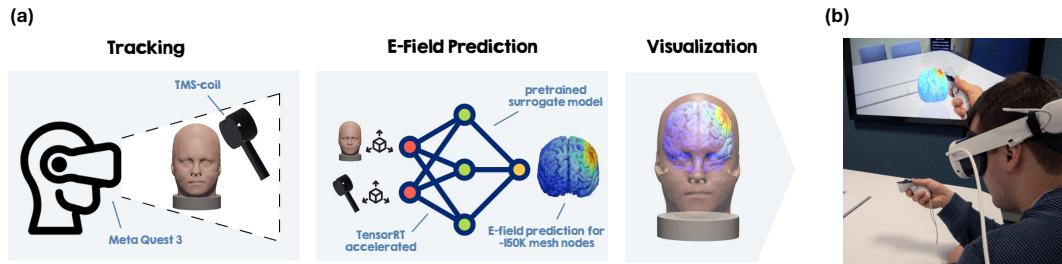 (a)
(b)
Tracking
E-Field Prediction
Visualization
TMS-coil
pretrained
surrogate model
Meta Quest 3
TensorRT
accelerated
E-field prediction for
~150K mesh nodes